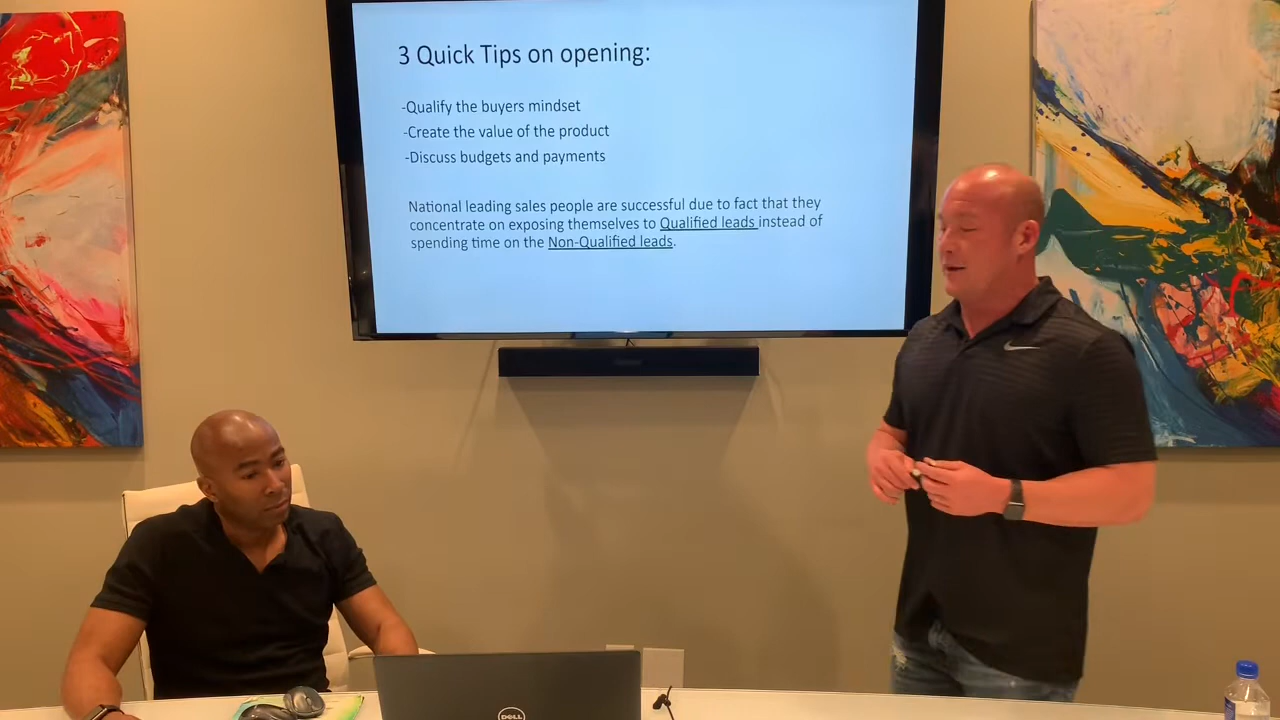 3 Quick Tips on opening:
-Qualify the buyers mindset
-Create the value of the product
-Discuss budgets and payments
National leading sales people are successful due to fact that they
concentrate on exposing themselves to Qualified leads instead of
spending time on the Non-Qualified leads.
DELL